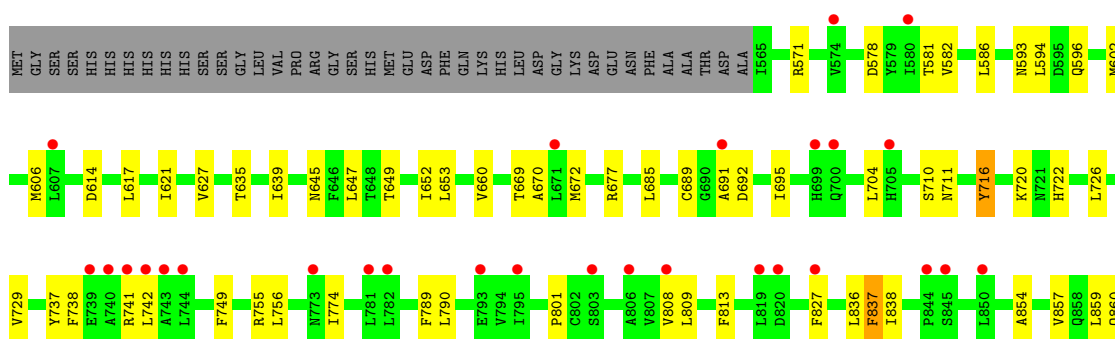 MET GLY SER SER HIS HIS HIS HIS HIS HIS SER SER GLY LEU VAL PRO ARG GLY SER HIS MET GLU ASP PHE GLN LYS HIS LEU ASP GLY LYS ASP GLU ASN PHE ALA ALA THR ASP ALA I565 R571 V574 D578 Y579 I580 T581 V582 L586 N593 L594 D595 Q596 M602
M606 L607 D614 L617 I621 V627 T635 I639 N645 F646 L647 T648 T649 I652 L653 V660 T669 A670 L671 M672 R677 L685 C689 G690 A691 D692 I695 H699 Q700 L704 H705 S710 N711 Y716 K720 N721 H722 L726
V729 Y737 F738 E739 A740 R741 L742 A743 L744 F749 R755 L756 N773 I774 L781 L782 F789 L790 E793 V794 I795 P801 C802 S803 A806 V807 V808 L809 F813 L819 D820 F827 L836 F837 I838 P844 S845 L850 A854 V857 Q858 L859